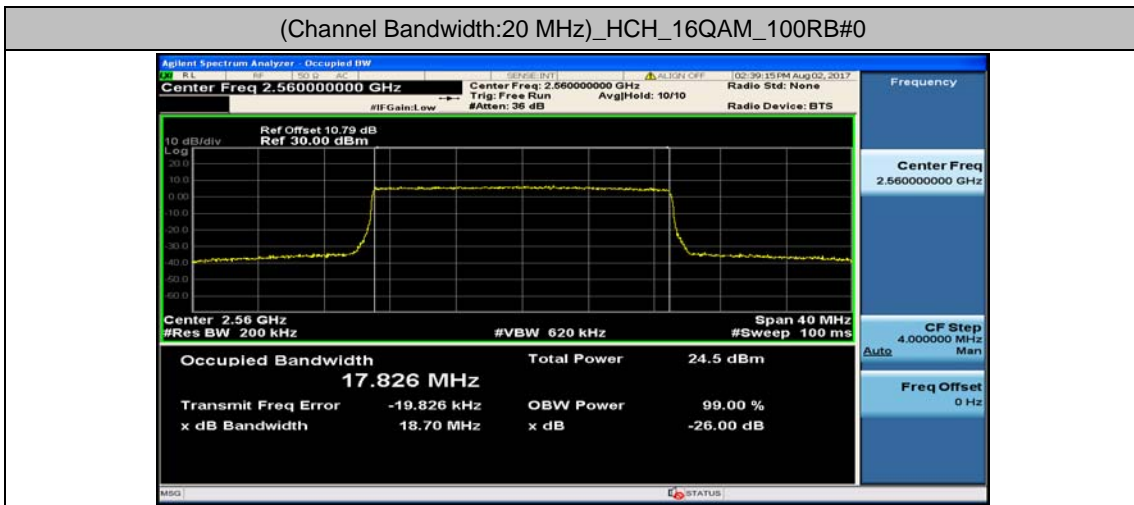 (Channel Bandwidth:20 MHz)_HCH_16QAM_100RB#0
Agilent Spectrum Analyzer - Occupied BW
LXI RL RF 50 Ω AC SENSE:INT ALIGN OFF 02:39:15 PM Aug 02, 2017
Center Freq 2.560000000 GHz
Center Freq: 2.560000000 GHz
Radio Std: None
Trig: Free Run Avg|Hold: 10/10
#IFGain:Low #Atten: 36 dB Radio Device: BTS
Frequency
Ref Offset 10.79 dB
10 dB/div Ref 30.00 dBm
Log
20.0
10.0
0.00
-10.0
-20.0
-30.0
-40.0
-50.0
-60.0
Center 2.56 GHz Span 40 MHz
#Res BW 200 kHz #VBW 620 kHz #Sweep 100 ms
Occupied Bandwidth Total Power 24.5 dBm
17.826 MHz
Transmit Freq Error -19.826 kHz OBW Power 99.00 %
x dB Bandwidth 18.70 MHz x dB -26.00 dB
Center Freq
2.560000000 GHz
CF Step
4.000000 MHz
Auto Man
Freq Offset
0 Hz
MSG STATUS